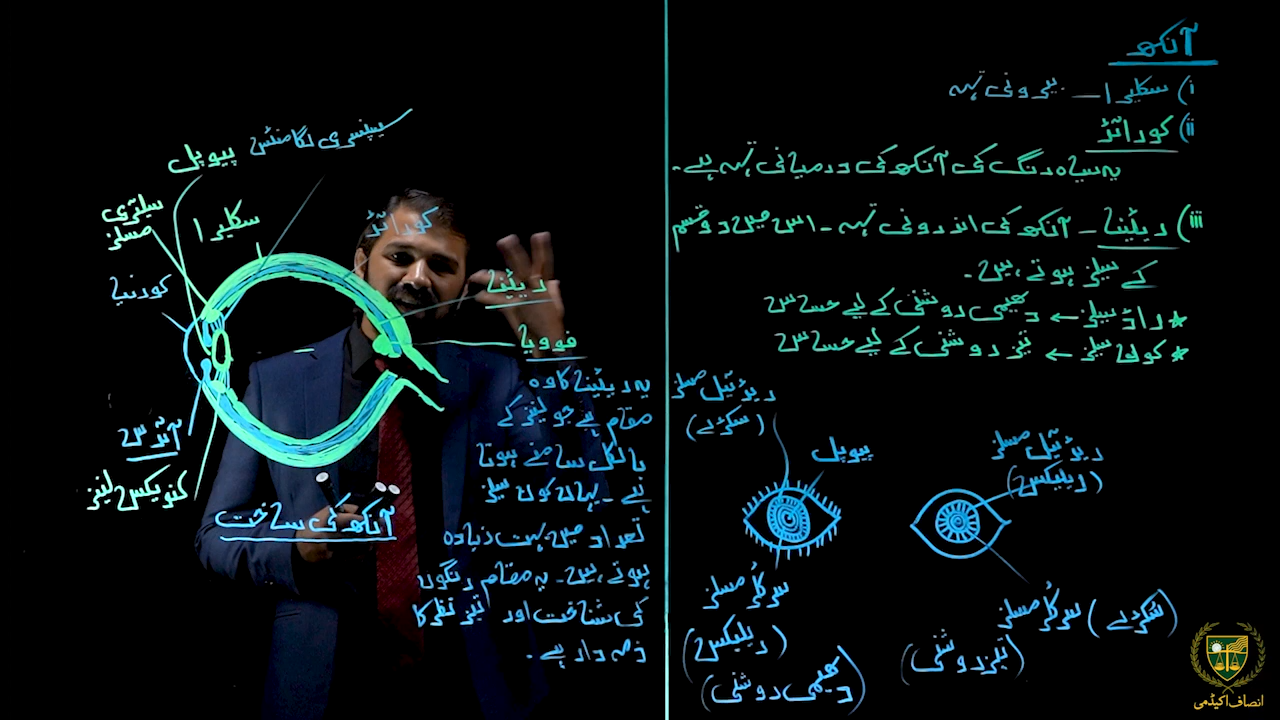 آنکھ
i) سکلیرا — بیرونی تہہ
ii) کورائڈ
یہ سیاہ رنگ کی آنکھ کی درمیانی تہہ ہے۔
iii) ریٹینا - آنکھ کی اندرونی تہہ - اس میں دو قسم
کے سیلز ہوتے ہیں۔
* راڈ سیلز ← دھیمی روشنی کے لیے حساس
* کون سیلز ← تیز روشنی کے لیے حساس
ریڈئیل مسلز
(سکڑے)
پیوپل
سرکلر مسلز
(ریلیکس)
(دھیمی روشنی)
ریڈئیل مسلز
(ریلیکس)
سرکلر مسلز (سکڑے)
(تیز روشنی)
سپنسری لگامنٹس
پیوپل
سیلری
مسلز
سکلیرا
کورائڈ
کورنیا
ریٹینا
فوویا
یہ ریٹینا کا وہ
مقام ہے جو لینز کے
بالکل سامنے ہوتا
ہے۔ یہاں کون سیلز
تعداد میں بہت زیادہ
ہوتے ہیں۔ یہ مقام رنگوں
کی شناخت اور تیز نظر کا
ذمہ دار ہے۔
آئرس
کنویکس لینز
آنکھ کی ساخت
انصاف اکیڈمی